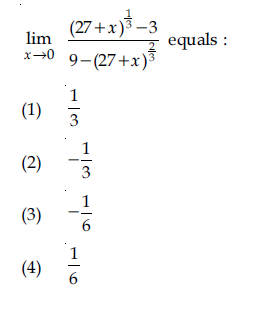 lim x→0 ((27+x)^(1/3) − 3) / (9 − (27+x)^(2/3)) equals :
(1) 1/3
(2) −1/3
(3) −1/6
(4) 1/6